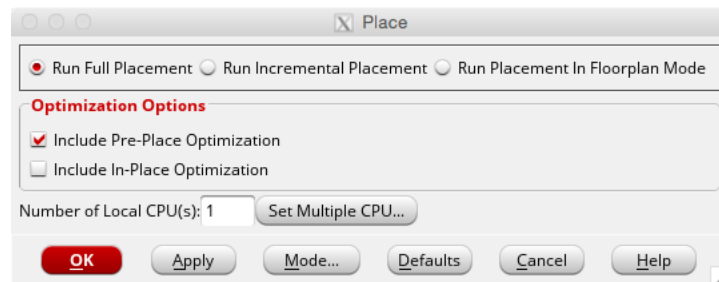 Place
Run Full Placement Run Incremental Placement Run Placement In Floorplan Mode
Optimization Options
Include Pre-Place Optimization
Include In-Place Optimization
Number of Local CPU(s): 1 Set Multiple CPU...
OK Apply Mode... Defaults Cancel Help